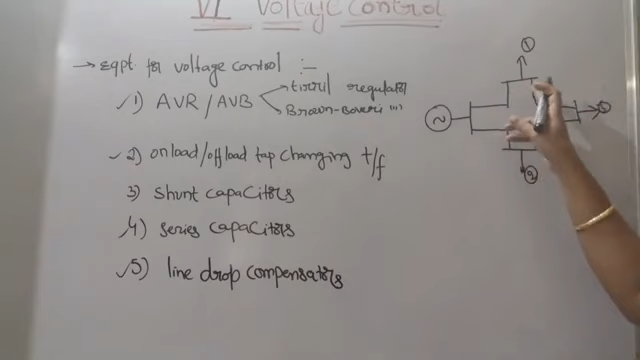 VI Voltage Control
→ eqpt for voltage control :-
✓1) AVR/AVB
tirril regulator
Brown-Boveri "''
✓2) onload/offload tap changing t/f
3) Shunt capacitors
✓4) Series capacitors
✓5) line drop compensators
①
~
②